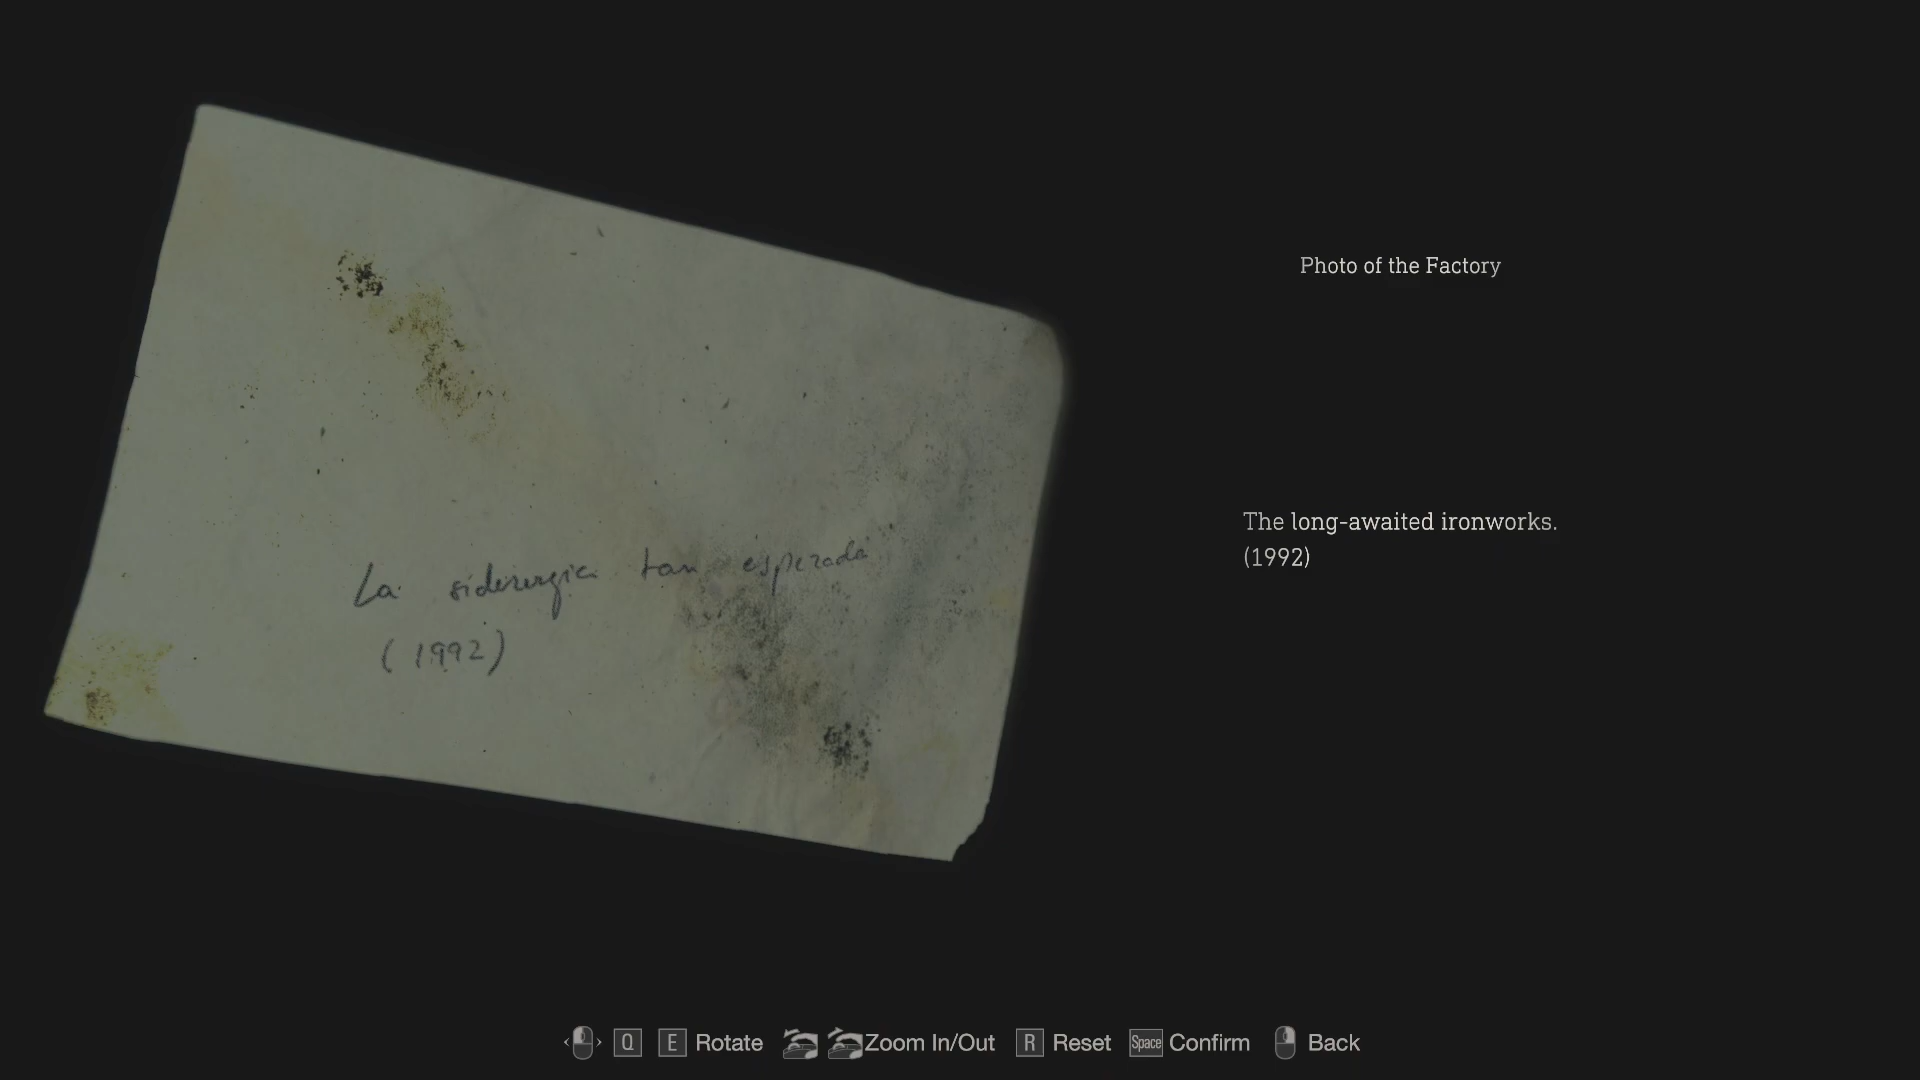 Photo of the Factory
The long-awaited ironworks.
(1992)
La siderurgica tan esperada
(1992)
Q E Rotate Zoom In/Out R Reset Space Confirm Back